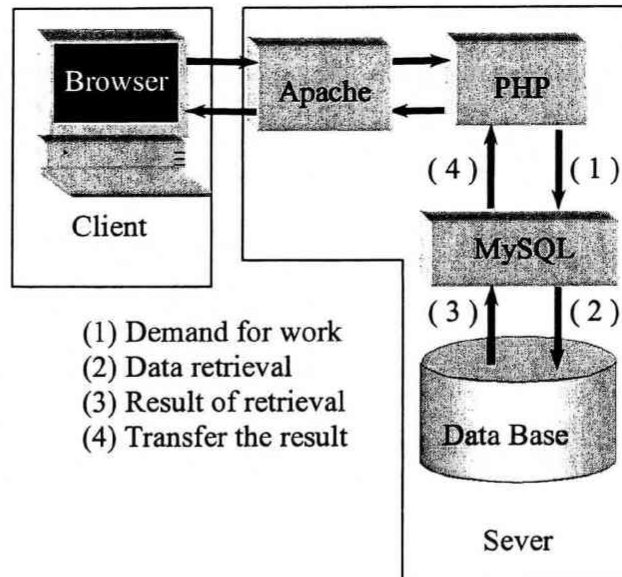 Browser
Apache
PHP
Client
(4)
(1)
MySQL
(3)
(2)
(1) Demand for work
(2) Data retrieval
(3) Result of retrieval
(4) Transfer the result
Data Base
Sever